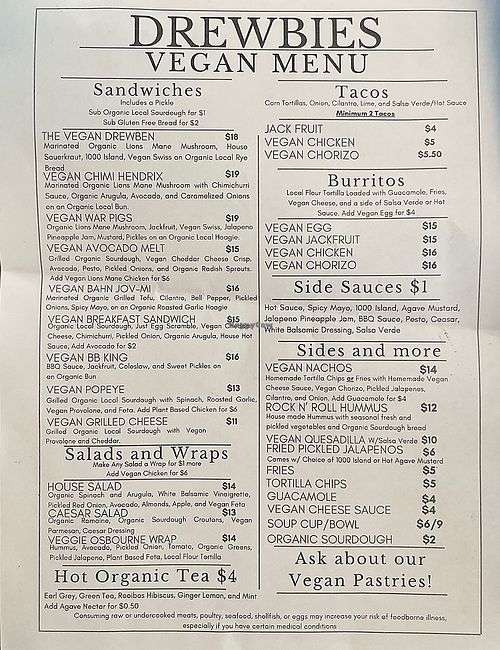 DREWBIES
VEGAN MENU
Sandwiches
Includes a Pickle
Sub Organic Local Sourdough for $1
Sub Gluten Free Bread for $2
THE VEGAN DREWBEN $18
Marinated Organic Lions Mane Mushroom, House
Sauerkraut, 1000 Island, Vegan Swiss on Organic Local Rye
Bread
VEGAN CHIMI HENDRIX $19
Marinated Organic Lions Mane Mushroom with Chimichurri
Sauce, Organic Arugula, Avocado, and Caramelized Onions
on an Organic Local Bun.
VEGAN WAR PIGS $19
Organic Lions Mane Mushroom, Jackfruit, Vegan Swiss, Jalapeno
Pineapple Jam, Mustard, Pickles on an Organic Local Hoagie.
VEGAN AVOCADO MELT $15
Grilled Organic Sourdough, Vegan Cheddar Cheese Crisp,
Avocado, Pesto, Pickled Onions, and Organic Radish Sprouts.
Add Vegan Lions Mane Chicken for $6
VEGAN BAHN JOV-MI $16
Marinated Organic Grilled Tofu, Cilantro, Bell Pepper, Pickled
Onions, Spicy Mayo, on an Organic Roasted Garlic Hoagie
VEGAN BREAKFAST SANDWICH $15
Organic Local Sourdough, Just Egg Scramble, Vegan
Cheese, Chimichurri, Pickled Onion, Organic Arugula, House Hot
Sauce, Add Avocado for $2
VEGAN BB KING $16
BBQ Sauce, Jackfruit, Coleslaw, and Sweet Pickles on
an Organic Bun
VEGAN POPEYE $13
Grilled Organic Local Sourdough with Spinach, Roasted Garlic,
Vegan Provolone, and Feta. Add Plant Based Chicken for $6
VEGAN GRILLED CHEESE $11
Grilled Organic Local Sourdough with Vegan
Provolone and Cheddar.
Salads and Wraps
Make Any Salad a Wrap for $1 more
Add Vegan Chicken for $6
HOUSE SALAD $14
Organic Spinach and Arugula, White Balsamic Vinaigrette,
Pickled Red Onion, Avocado, Almonds, Apple, and Vegan Feta
CAESAR SALAD $13
Organic Romaine, Organic Sourdough Croutons, Vegan
Parmesan, Caesar Dressing
VEGGIE OSBOURNE WRAP $14
Hummus, Avocado, Pickled Onion, Tomato, Organic Greens,
Pickled Jalapeno, Plant Based Feta, Local Flour Tortilla
Hot Organic Tea $4
Earl Grey, Green Tea, Rooibos Hibiscus, Ginger Lemon, and Mint
Add Agave Nectar for $0.50
Tacos
Corn Tortillas, Onion, Cilantro, Lime, and Salsa Verde/Hot Sauce
Minimum 2 Tacos
JACK FRUIT $4
VEGAN CHICKEN $5
VEGAN CHORIZO $5.50
Burritos
Local Flour Tortilla Loaded with Guacamole, Fries,
Vegan Cheese, and a side of Salsa Verde or Hot
Sauce. Add Vegan Egg for $4
VEGAN EGG $15
VEGAN JACKFRUIT $15
VEGAN CHICKEN $16
VEGAN CHORIZO $16
Side Sauces $1
Hot Sauce, Spicy Mayo, 1000 Island, Agave Mustard,
Jalapeno Pineapple Jam, BBQ Sauce, Pesto, Caesar,
White Balsamic Dressing, Salsa Verde
Sides and more
VEGAN NACHOS $14
Homemade Tortilla Chips or Fries with Homemade Vegan
Cheese Sauce, Vegan Chorizo, Pickled Jalapenos,
Cilantro, and Onion. Add Guacamole for $4
ROCK N' ROLL HUMMUS $12
House made Hummus with seasonal fresh and
pickled vegetables and Organic Sourdough bread
VEGAN QUESADILLA W/Salsa Verde $10
FRIED PICKLED JALAPENOS $6
Comes w/ Choice of 1000 Island or Hot Agave Mustard
FRIES $5
TORTILLA CHIPS $5
GUACAMOLE $4
VEGAN CHEESE SAUCE $4
SOUP CUP/BOWL $6/9
ORGANIC SOURDOUGH $2
Ask about our
Vegan Pastries!
Consuming raw or undercooked meats, poultry, seafood, shellfish, or eggs may increase your risk of foodborne illness,
especially if you have certain medical conditions